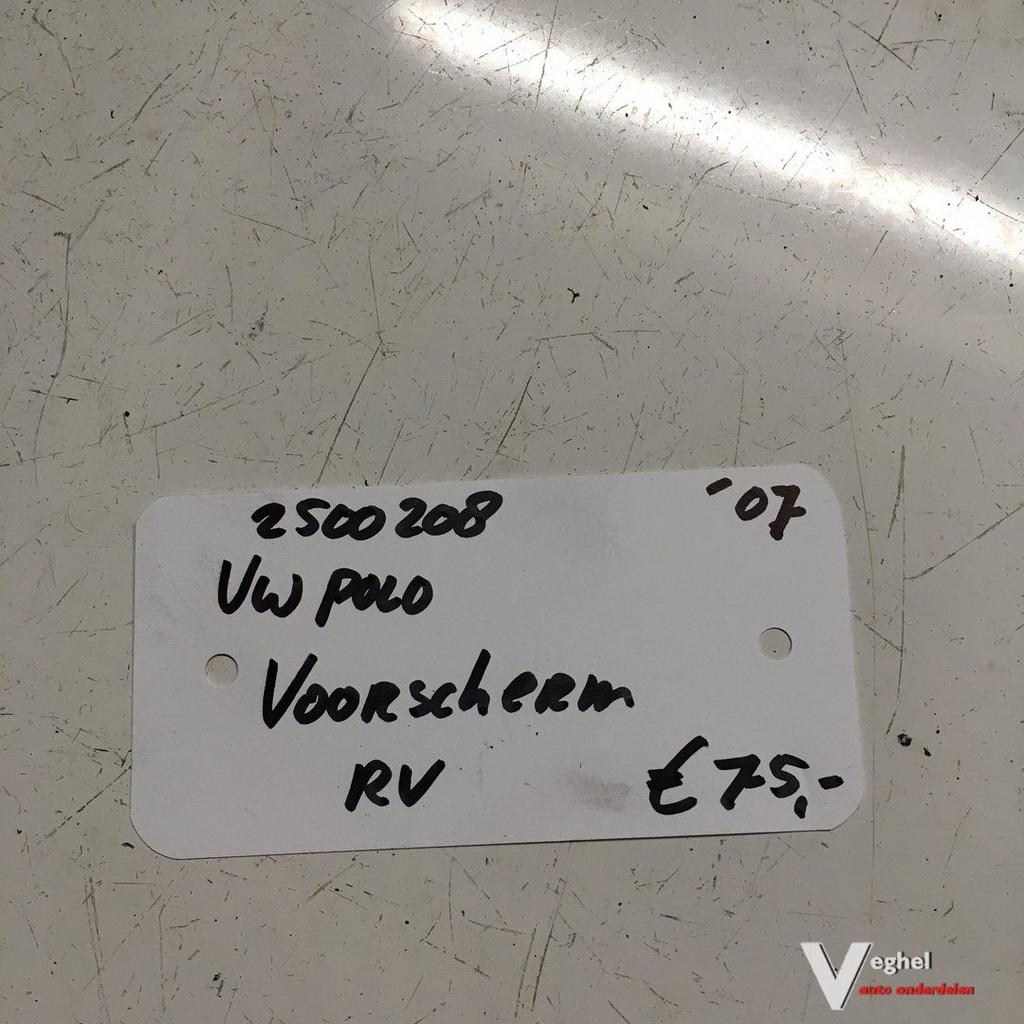 2500208 '07
VW POLO
Voorscherm
RV €75,-
Veghel
auto onderdelen